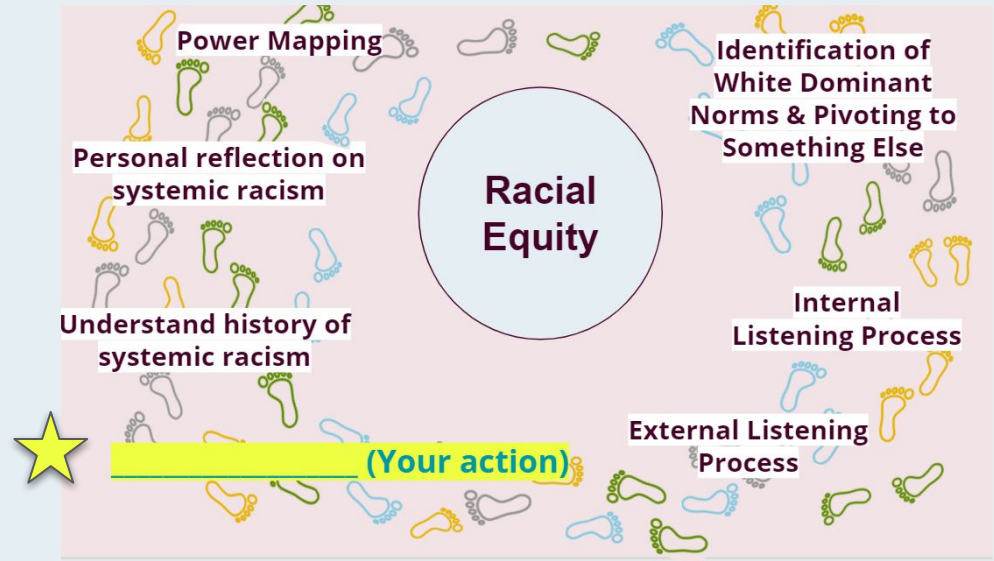 Power Mapping
Identification of
White Dominant
Norms & Pivoting to
Something Else
Personal reflection on
systemic racism
Racial
Equity
Understand history of
systemic racism
Internal
Listening Process
External Listening
Process
__________________ (Your action)